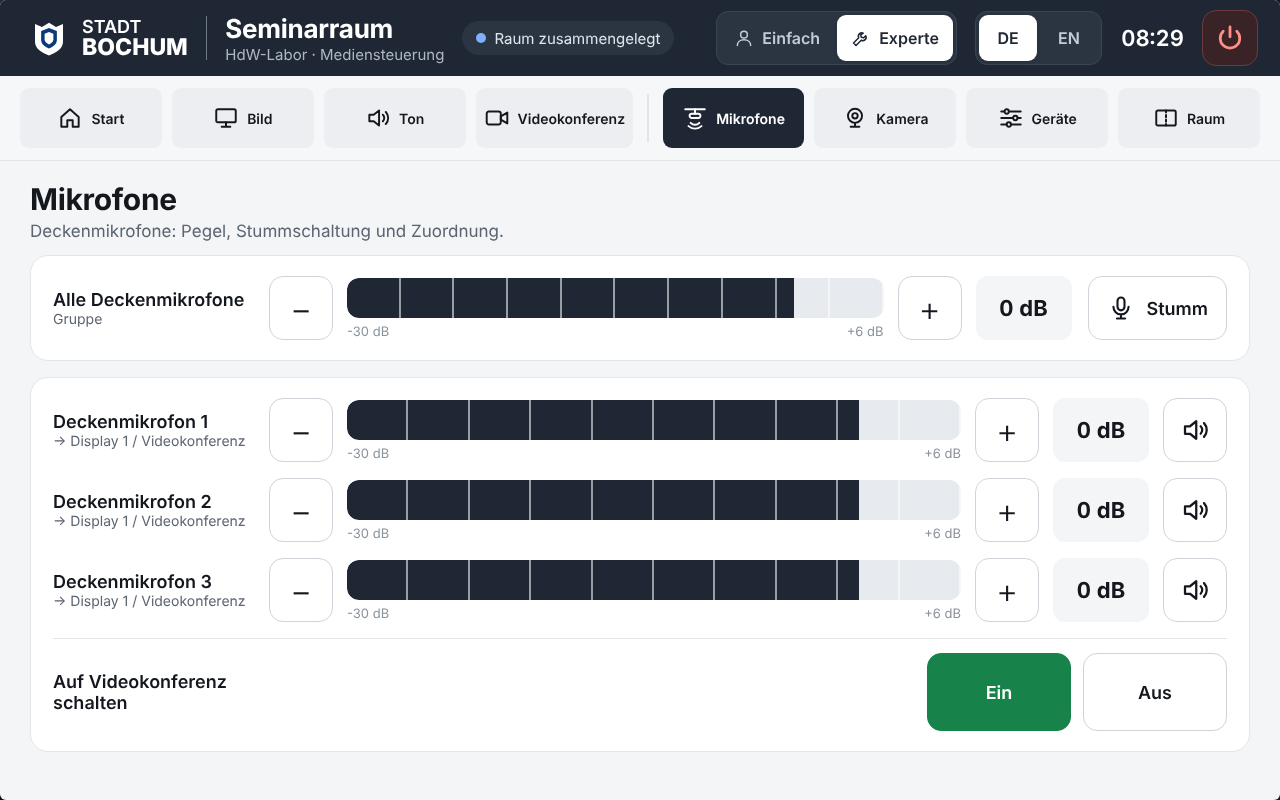 STADT
BOCHUM
Seminarraum
HdW-Labor · Mediensteuerung
Raum zusammengelegt
Einfach
Experte
DE
EN
08:29
Start
Bild
Ton
Videokonferenz
Mikrofone
Kamera
Geräte
Raum
Mikrofone
Deckenmikrofone: Pegel, Stummschaltung und Zuordnung.
Alle Deckenmikrofone
Gruppe
−
-30 dB
+6 dB
+
0 dB
Stumm
Deckenmikrofon 1
→ Display 1 / Videokonferenz
−
-30 dB
+6 dB
+
0 dB
Deckenmikrofon 2
→ Display 1 / Videokonferenz
−
-30 dB
+6 dB
+
0 dB
Deckenmikrofon 3
→ Display 1 / Videokonferenz
−
-30 dB
+6 dB
+
0 dB
Auf Videokonferenz
schalten
Ein
Aus